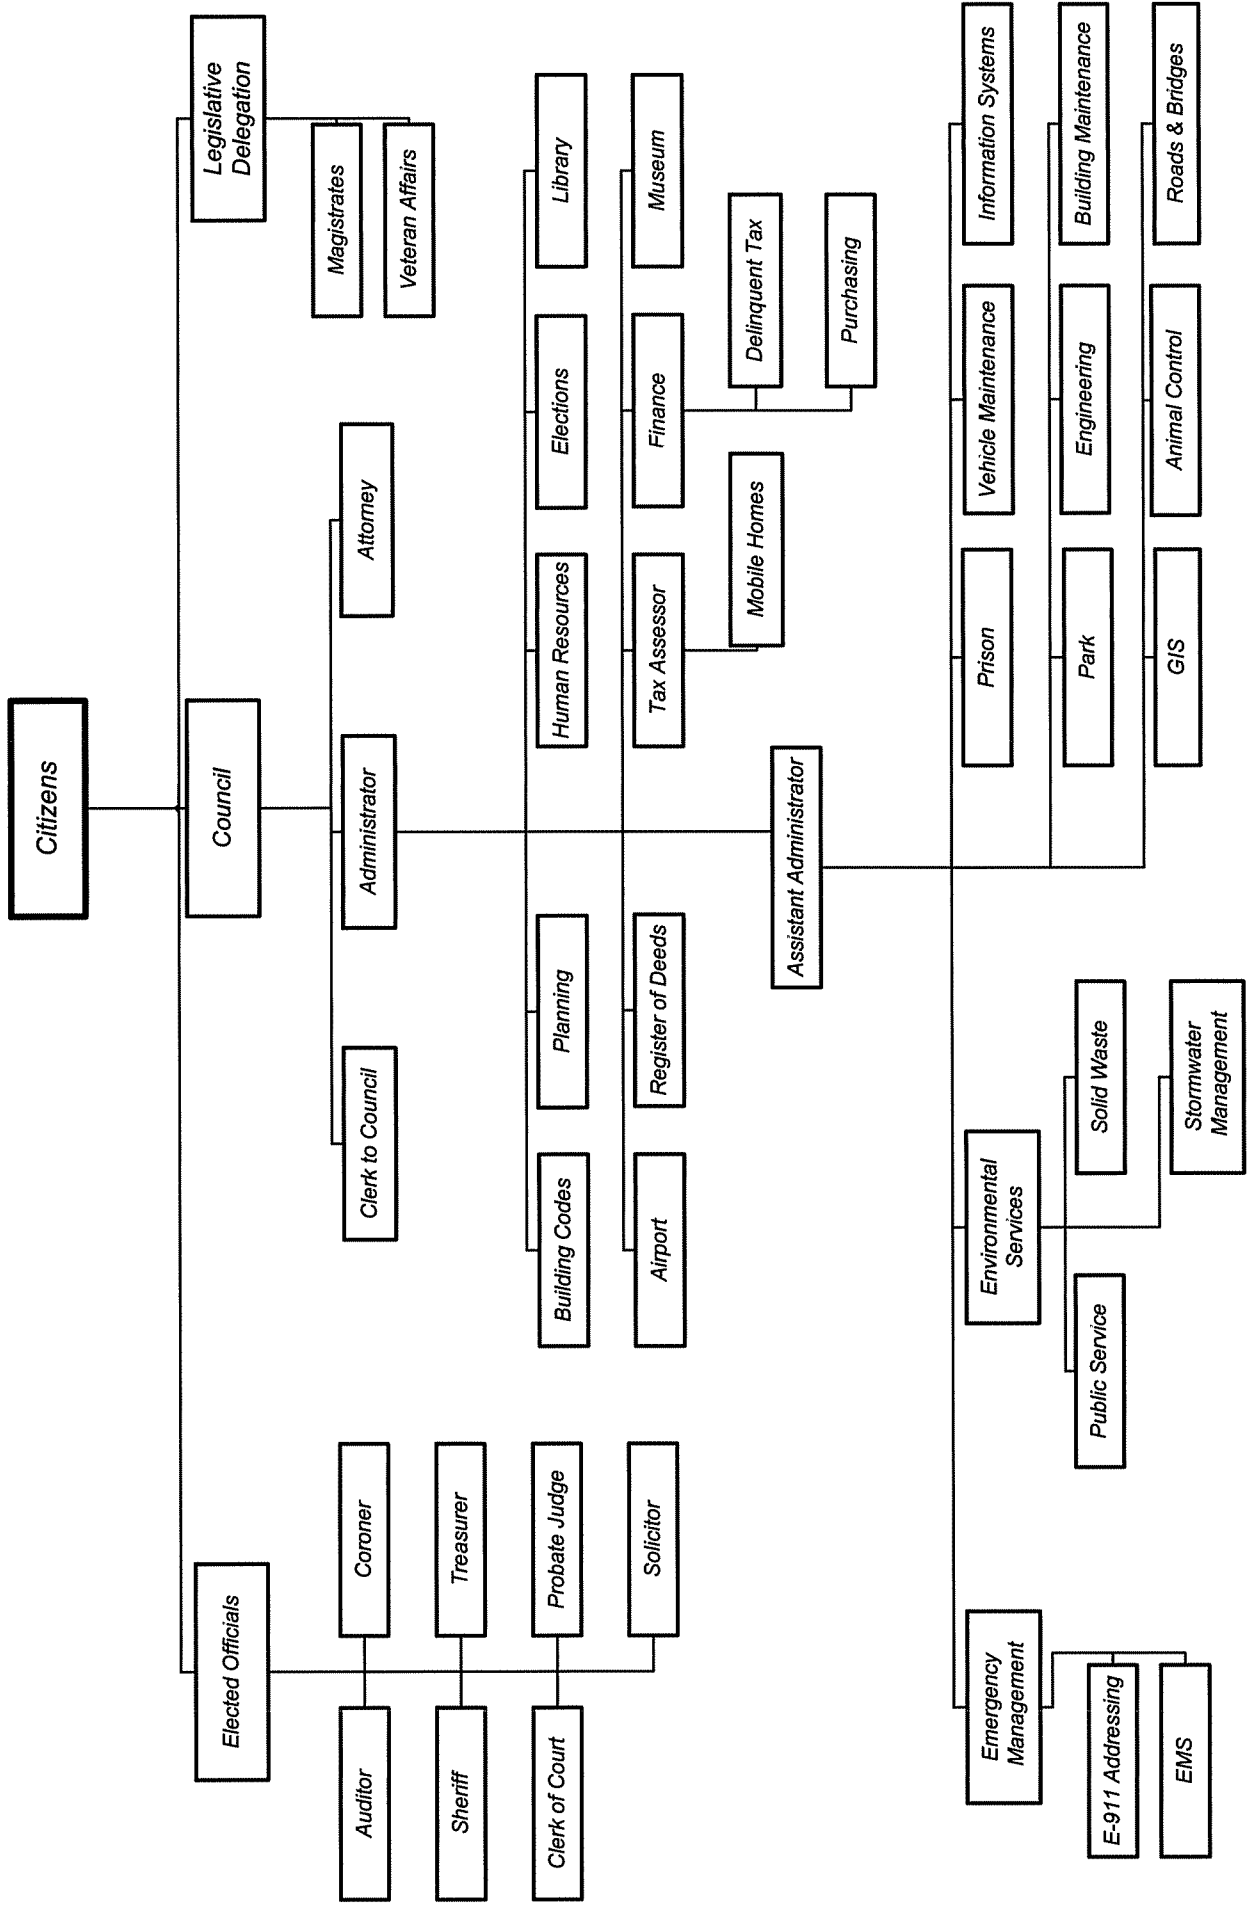 Citizens
Elected Officials
Council
Legislative
Delegation
Auditor
Coroner
Sheriff
Treasurer
Clerk of Court
Probate Judge
Solicitor
Clerk to Council
Administrator
Attorney
Magistrates
Veteran Affairs
Building Codes
Planning
Human Resources
Elections
Library
Airport
Register of Deeds
Tax Assessor
Finance
Museum
Mobile Homes
Delinquent Tax
Purchasing
Assistant Administrator
Emergency
Management
Environmental
Services
Prison
Vehicle Maintenance
Information Systems
E-911 Addressing
EMS
Public Service
Solid Waste
Stormwater
Management
Park
Engineering
Building Maintenance
GIS
Animal Control
Roads & Bridges